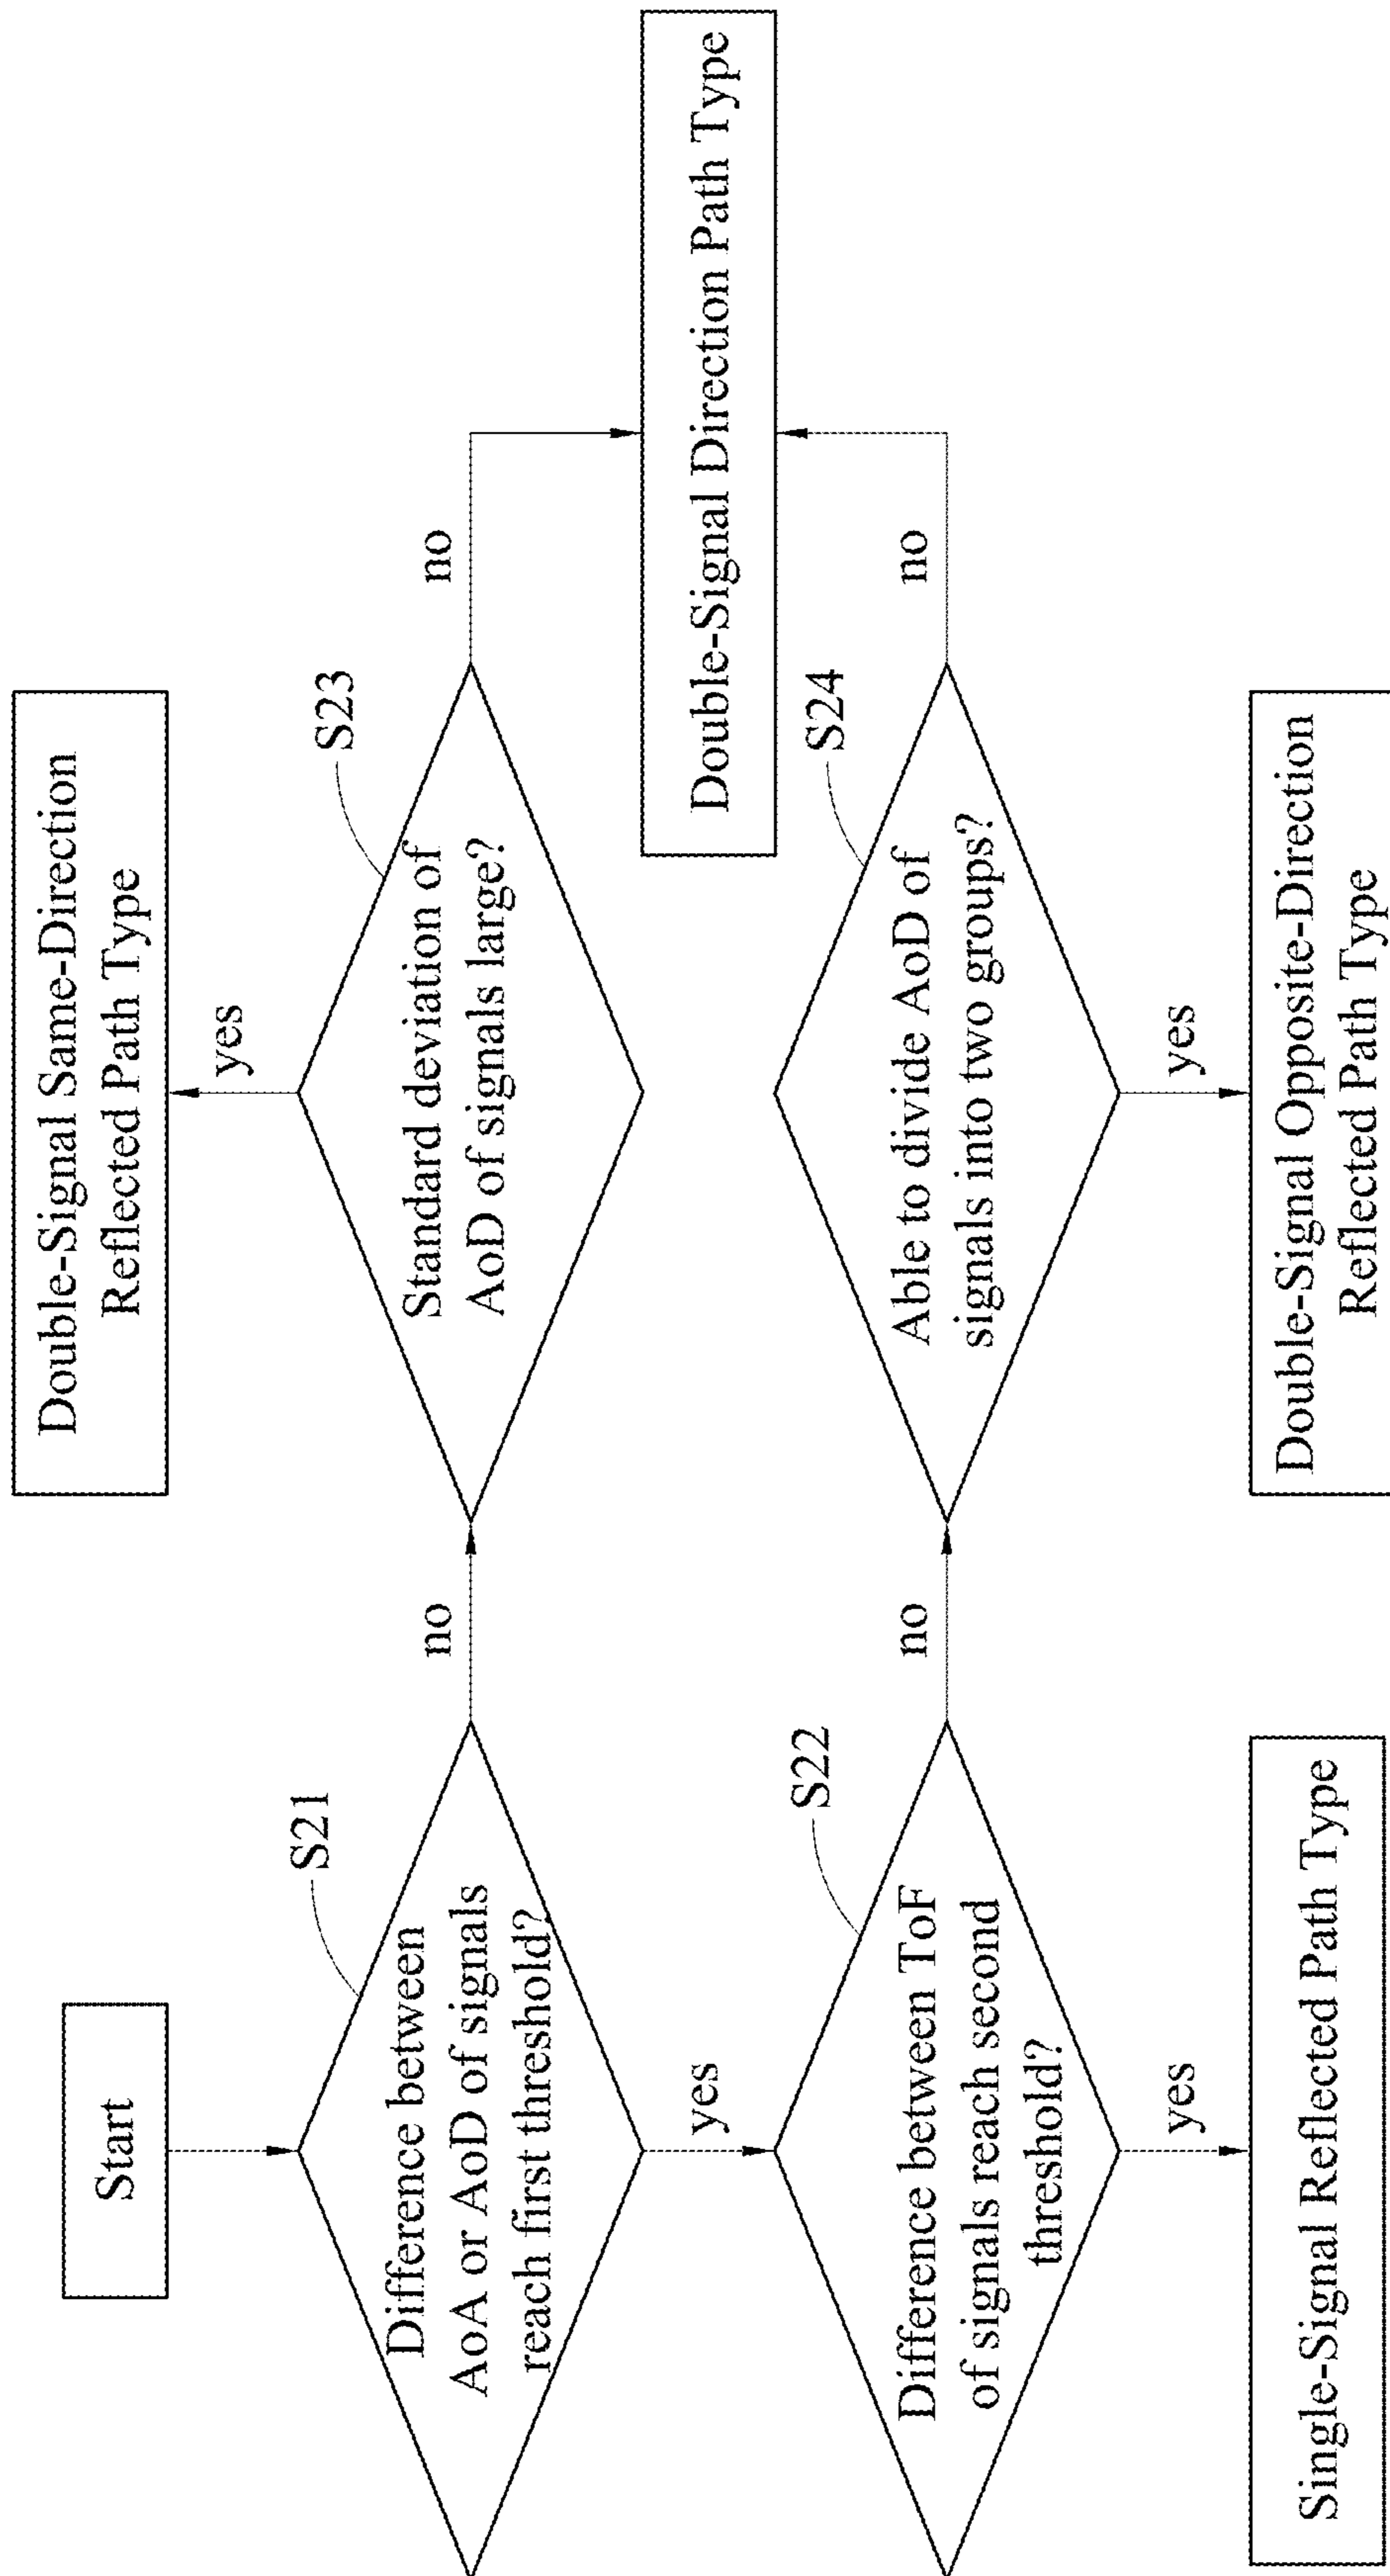 Start
Difference between
AoA or AoD of signals
reach first threshold?
S21
no
yes
Standard deviation of
AoD of signals large?
S23
yes
no
Double-Signal Same-Direction
Reflected Path Type
Difference between ToF
of signals reach second
threshold?
S22
no
yes
Able to divide AoD of
signals into two groups?
S24
no
yes
Double-Signal Direction Path Type
Single-Signal Reflected Path Type
Double-Signal Opposite-Direction
Reflected Path Type